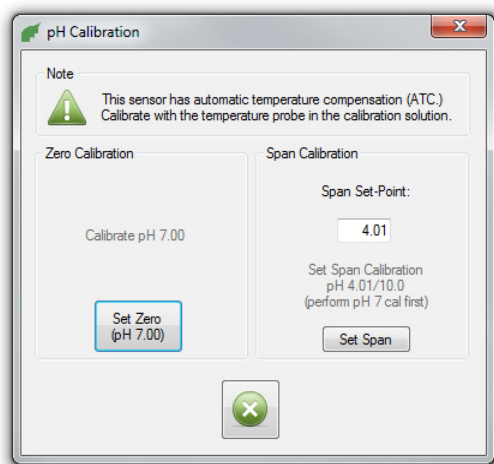 pH Calibration
Note
This sensor has automatic temperature compensation (ATC.)
Calibrate with the temperature probe in the calibration solution.
Zero Calibration
Calibrate pH 7.00
Set Zero
(pH 7.00)
Span Calibration
Span Set-Point:
4.01
Set Span Calibration
pH 4.01/10.0
(perform pH 7 cal first)
Set Span